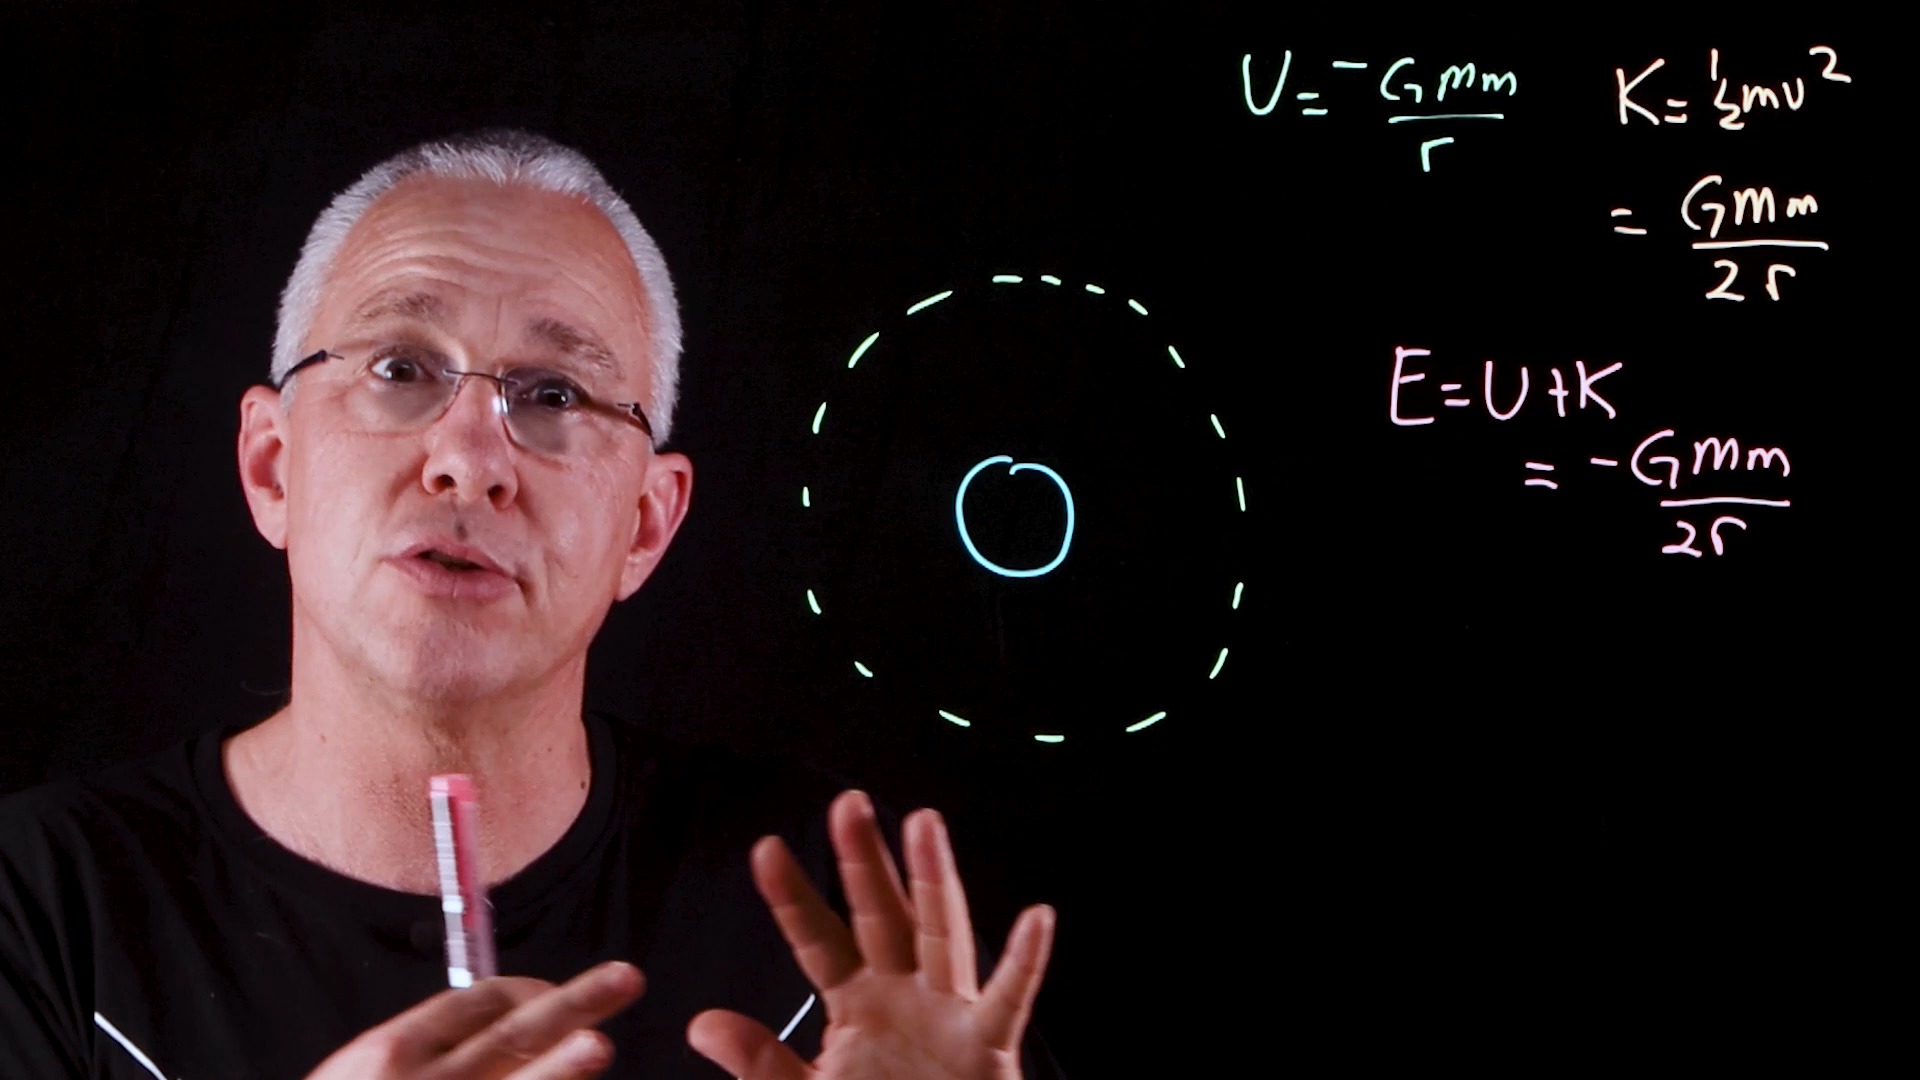 U = -GMm/r
K = ½mv²
= GMm/2r
E = U + K
= -GMm/2r